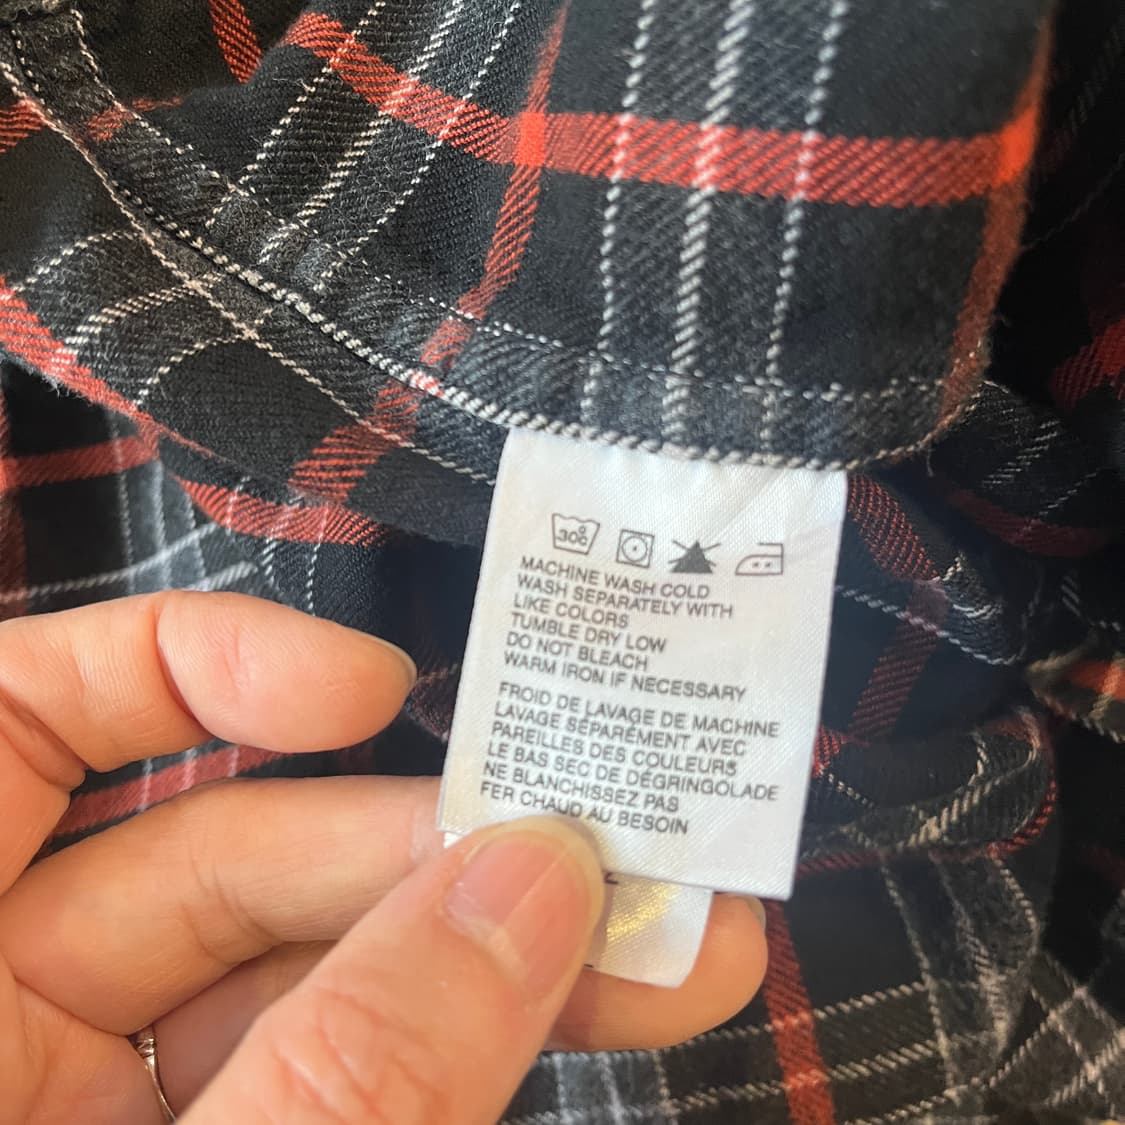 30°C
MACHINE WASH COLD
WASH SEPARATELY WITH
LIKE COLORS
TUMBLE DRY LOW
DO NOT BLEACH
WARM IRON IF NECESSARY
FROID DE LAVAGE DE MACHINE
LAVAGE SÉPARÉMENT AVEC
PAREILLES DES COULEURS
LE BAS SEC DE DÉGRINGOLADE
NE BLANCHISSEZ PAS
FER CHAUD AU BESOIN